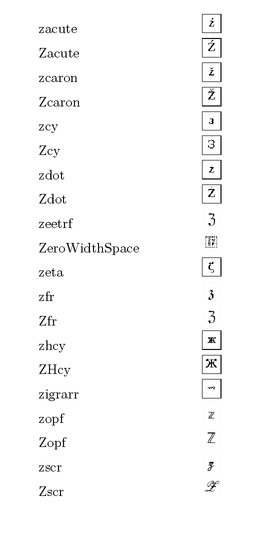 zacute ź
Zacute Ź
zcaron ž
Zcaron Ž
zcy з
Zcy З
zdot ż
Zdot Ż
zeetrf ℨ
ZeroWidthSpace
zeta ζ
zfr 𝔷
Zfr ℨ
zhcy ж
ZHcy Ж
zigrarr ⇝
zopf 𝕫
Zopf ℤ
zscr 𝓏
Zscr 𝒵